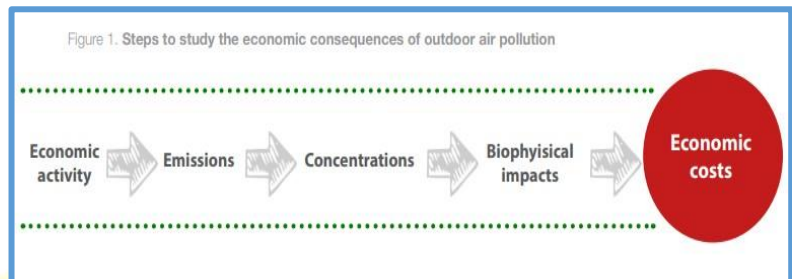 Figure 1. Steps to study the economic consequences of outdoor air pollution
Economic
activity
Emissions
Concentrations
Biophyisical
impacts
Economic
costs